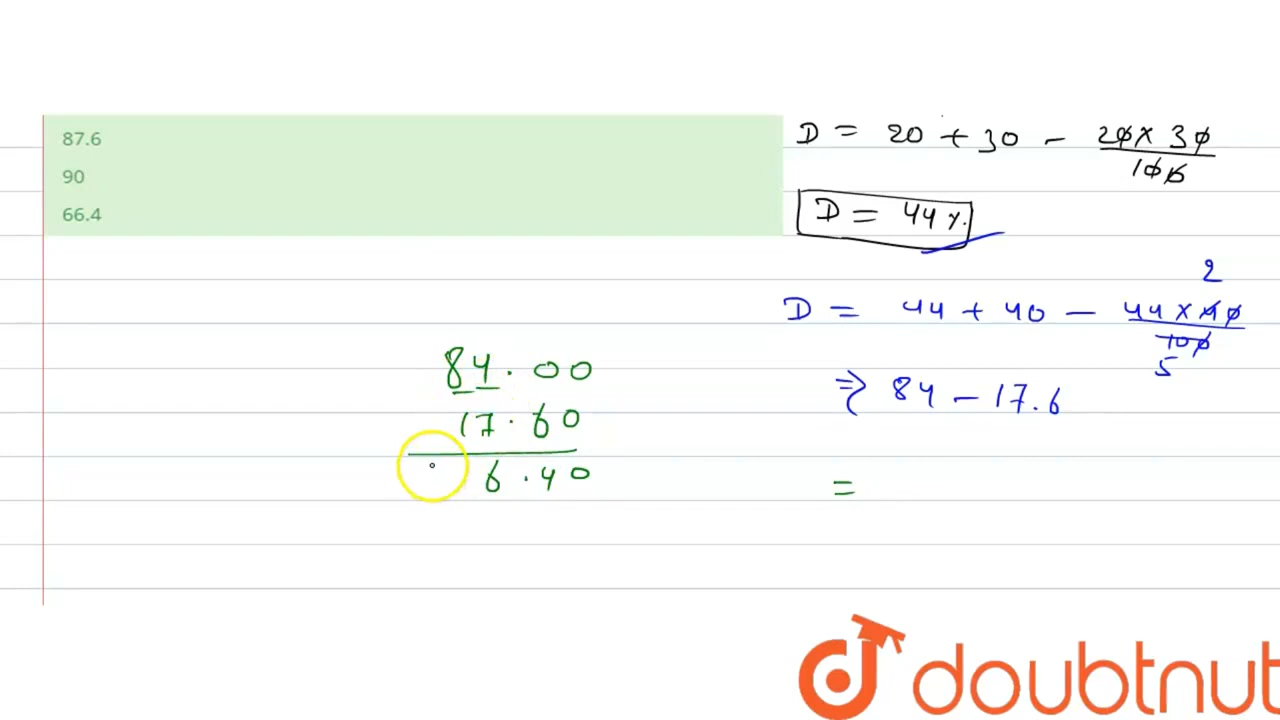 87.6
90
66.4
D = 20 + 30 - 20 x 30
100
D = 44 %.
2
D = 44 + 40 - 44 x 40
100
5
⇒ 84 - 17.6
=
84.00
17.60
6.40
doubtnut